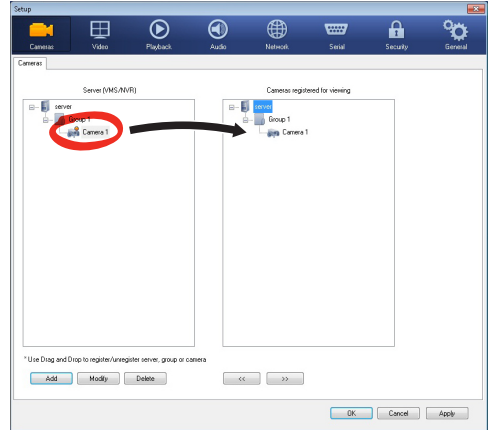 Setup
Cameras Video Playback Audio Network Serial Security General
Cameras
Server (VMS/NVR) Cameras registered for viewing
server server
Group 1 Group 1
Camera 1 Camera 1
* Use Drag and Drop to register/unregister server, group or camera
Add Modify Delete << >>
OK Cancel Apply